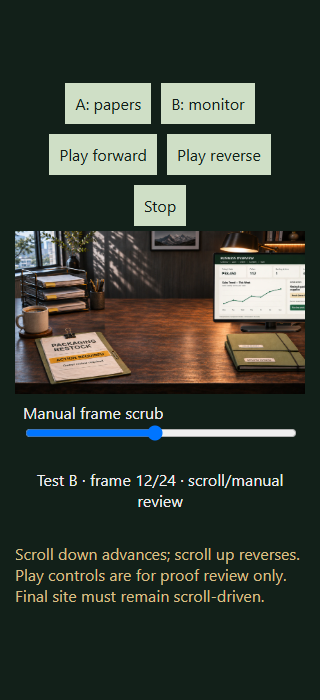 A: papers
B: monitor
Play forward
Play reverse
Stop
PACKAGING
RESTOCK
ACTION REQUIRED
BUSINESS OVERVIEW
Manual frame scrub
Test B · frame 12/24 · scroll/manual
review
Scroll down advances; scroll up reverses.
Play controls are for proof review only.
Final site must remain scroll-driven.